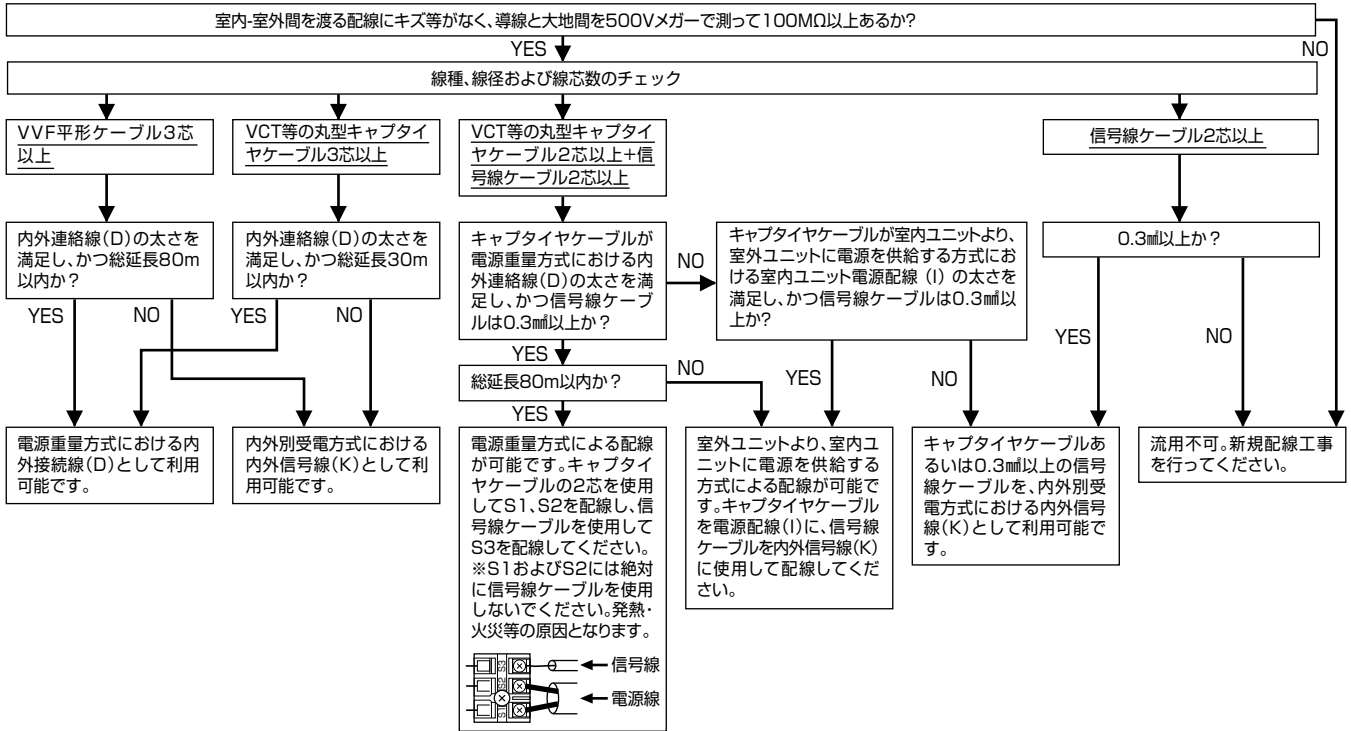 室内-室外間を渡る配線にキズ等がなく、導線と大地間を500Vメガーで測って100MΩ以上あるか?
YES
NO
線種、線径および線芯数のチェック
VVF平形ケーブル3芯
以上
VCT等の丸型キャプタイ
ヤケーブル3芯以上
VCT等の丸型キャプタイ
ヤケーブル2芯以上+信
号線ケーブル2芯以上
信号線ケーブル2芯以上
内外連絡線(D)の太さを
満足し、かつ総延長80m
以内か?
内外連絡線(D)の太さを
満足し、かつ総延長30m
以内か?
キャプタイヤケーブルが
電源重量方式における内
外連絡線(D)の太さを満
足し、かつ信号線ケーブ
ルは0.3㎟以上か?
NO
キャプタイヤケーブルが室内ユニットより、
室外ユニットに電源を供給する方式にお
ける室内ユニット電源配線(I)の太さを
満足し、かつ信号線ケーブルは0.3㎟以
上か?
0.3㎟以上か?
YES
NO
YES
NO
YES
NO
YES
NO
YES
NO
総延長80m以内か?
YES
電源重量方式における内
外接続線(D)として利用
可能です。
内外別受電方式における
内外信号線(K)として利
用可能です。
電源重量方式による配線
が可能です。キャプタイ
ヤケーブルの2芯を使用
してS1、S2を配線し、信
号線ケーブルを使用して
S3を配線してください。
※S1およびS2には絶対
に信号線ケーブルを使用
しないでください。発熱・
火災等の原因となります。
S3
S2
S1
信号線
電源線
室外ユニットより、室内ユ
ニットに電源を供給する
方式による配線が可能で
す。キャプタイヤケーブル
を電源配線(I)に、信号線
ケーブルを内外信号線(K)
に使用して配線してくだ
さい。
キャプタイヤケーブルあ
るいは0.3㎟以上の信号
線ケーブルを、内外別受
電方式における内外信号
線(K)として利用可能で
す。
流用不可。新規配線工事
を行ってください。